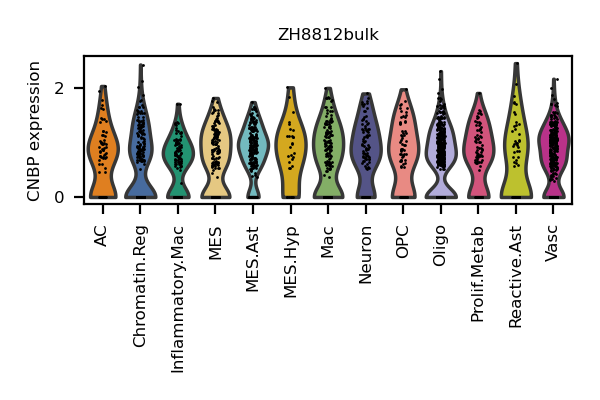 ZH8812bulk
CNBP expression
2
0
AC
Chromatin.Reg
Inflammatory.Mac
MES
MES.Ast
MES.Hyp
Mac
Neuron
OPC
Oligo
Prolif.Metab
Reactive.Ast
Vasc